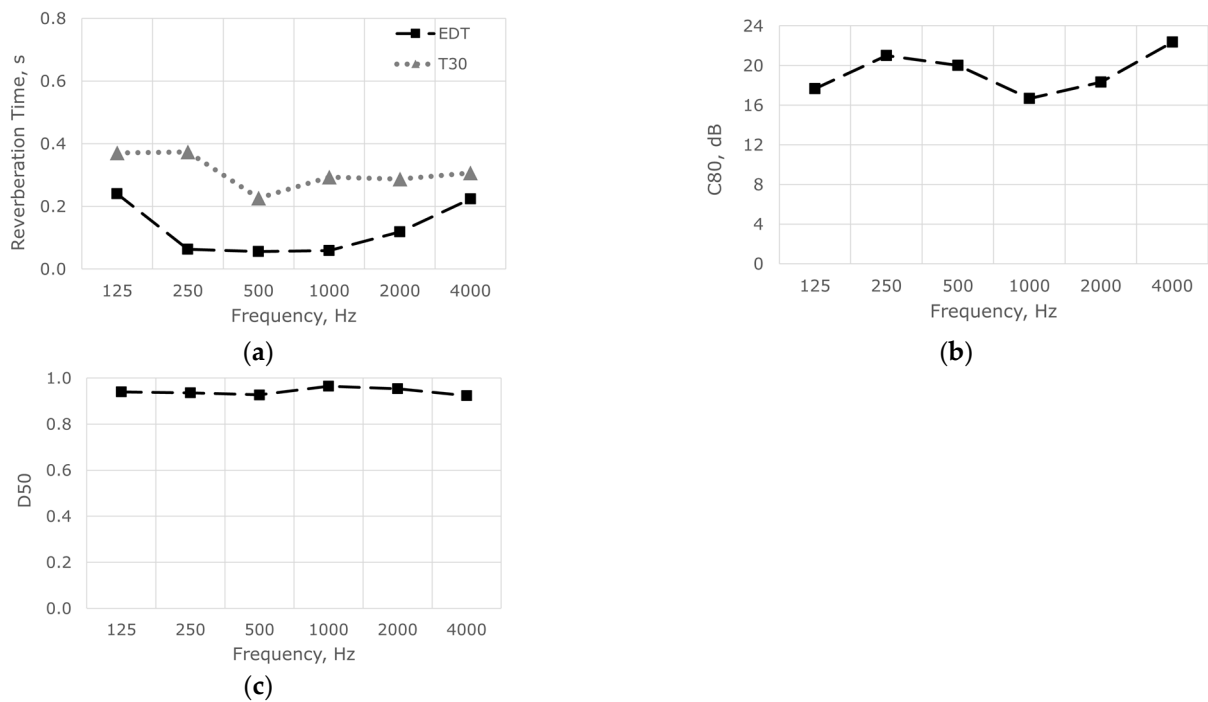 0.8
0.6
0.4
0.2
0.0
Reverberation Time, s
EDT
T30
125 250 500 1000 2000 4000
Frequency, Hz
(a)
24
20
16
12
8
4
0
C80, dB
125 250 500 1000 2000 4000
Frequency, Hz
(b)
1.0
0.8
0.6
0.4
0.2
0.0
D50
125 250 500 1000 2000 4000
Frequency, Hz
(c)